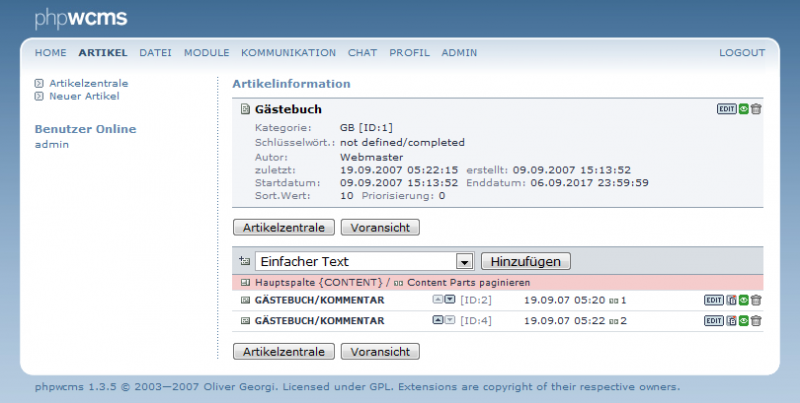 phpwcms
HOME ARTIKEL DATEI MODULE KOMMUNIKATION CHAT PROFIL ADMIN LOGOUT
Artikelzentrale
Neuer Artikel
Benutzer Online
admin
Artikelinformation
Gästebuch EDIT
Kategorie: GB [ID:1]
Schlüsselwört.: not defined/completed
Autor: Webmaster
zuletzt: 19.09.2007 05:22:15 erstellt: 09.09.2007 15:13:52
Startdatum: 09.09.2007 15:13:52 Enddatum: 06.09.2017 23:59:59
Sort.Wert: 10 Priorisierung: 0
Artikelzentrale Voransicht
Einfacher Text Hinzufügen
Hauptspalte {CONTENT} / Content Parts paginieren
GÄSTEBUCH/KOMMENTAR [ID:2] 19.09.07 05:20 1 EDIT
GÄSTEBUCH/KOMMENTAR [ID:4] 19.09.07 05:22 2 EDIT
Artikelzentrale Voransicht
phpwcms 1.3.5 © 2003—2007 Oliver Georgi. Licensed under GPL. Extensions are copyright of their respective owners.